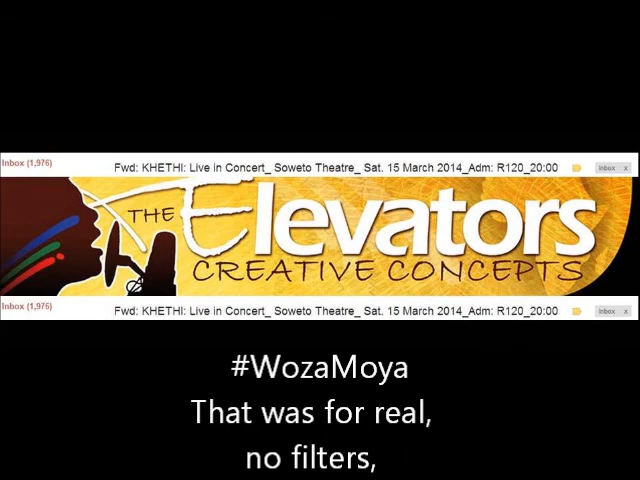 Inbox (1,976)
Fwd: KHETHI: Live in Concert_ Soweto Theatre_ Sat. 15 March 2014_Adm: R120_20:00
Inbox x
THE Elevators
CREATIVE CONCEPTS
Inbox (1,976)
Fwd: KHETHI: Live in Concert_ Soweto Theatre_ Sat. 15 March 2014_Adm: R120_20:00
Inbox x
#WozaMoya
That was for real,
no filters,